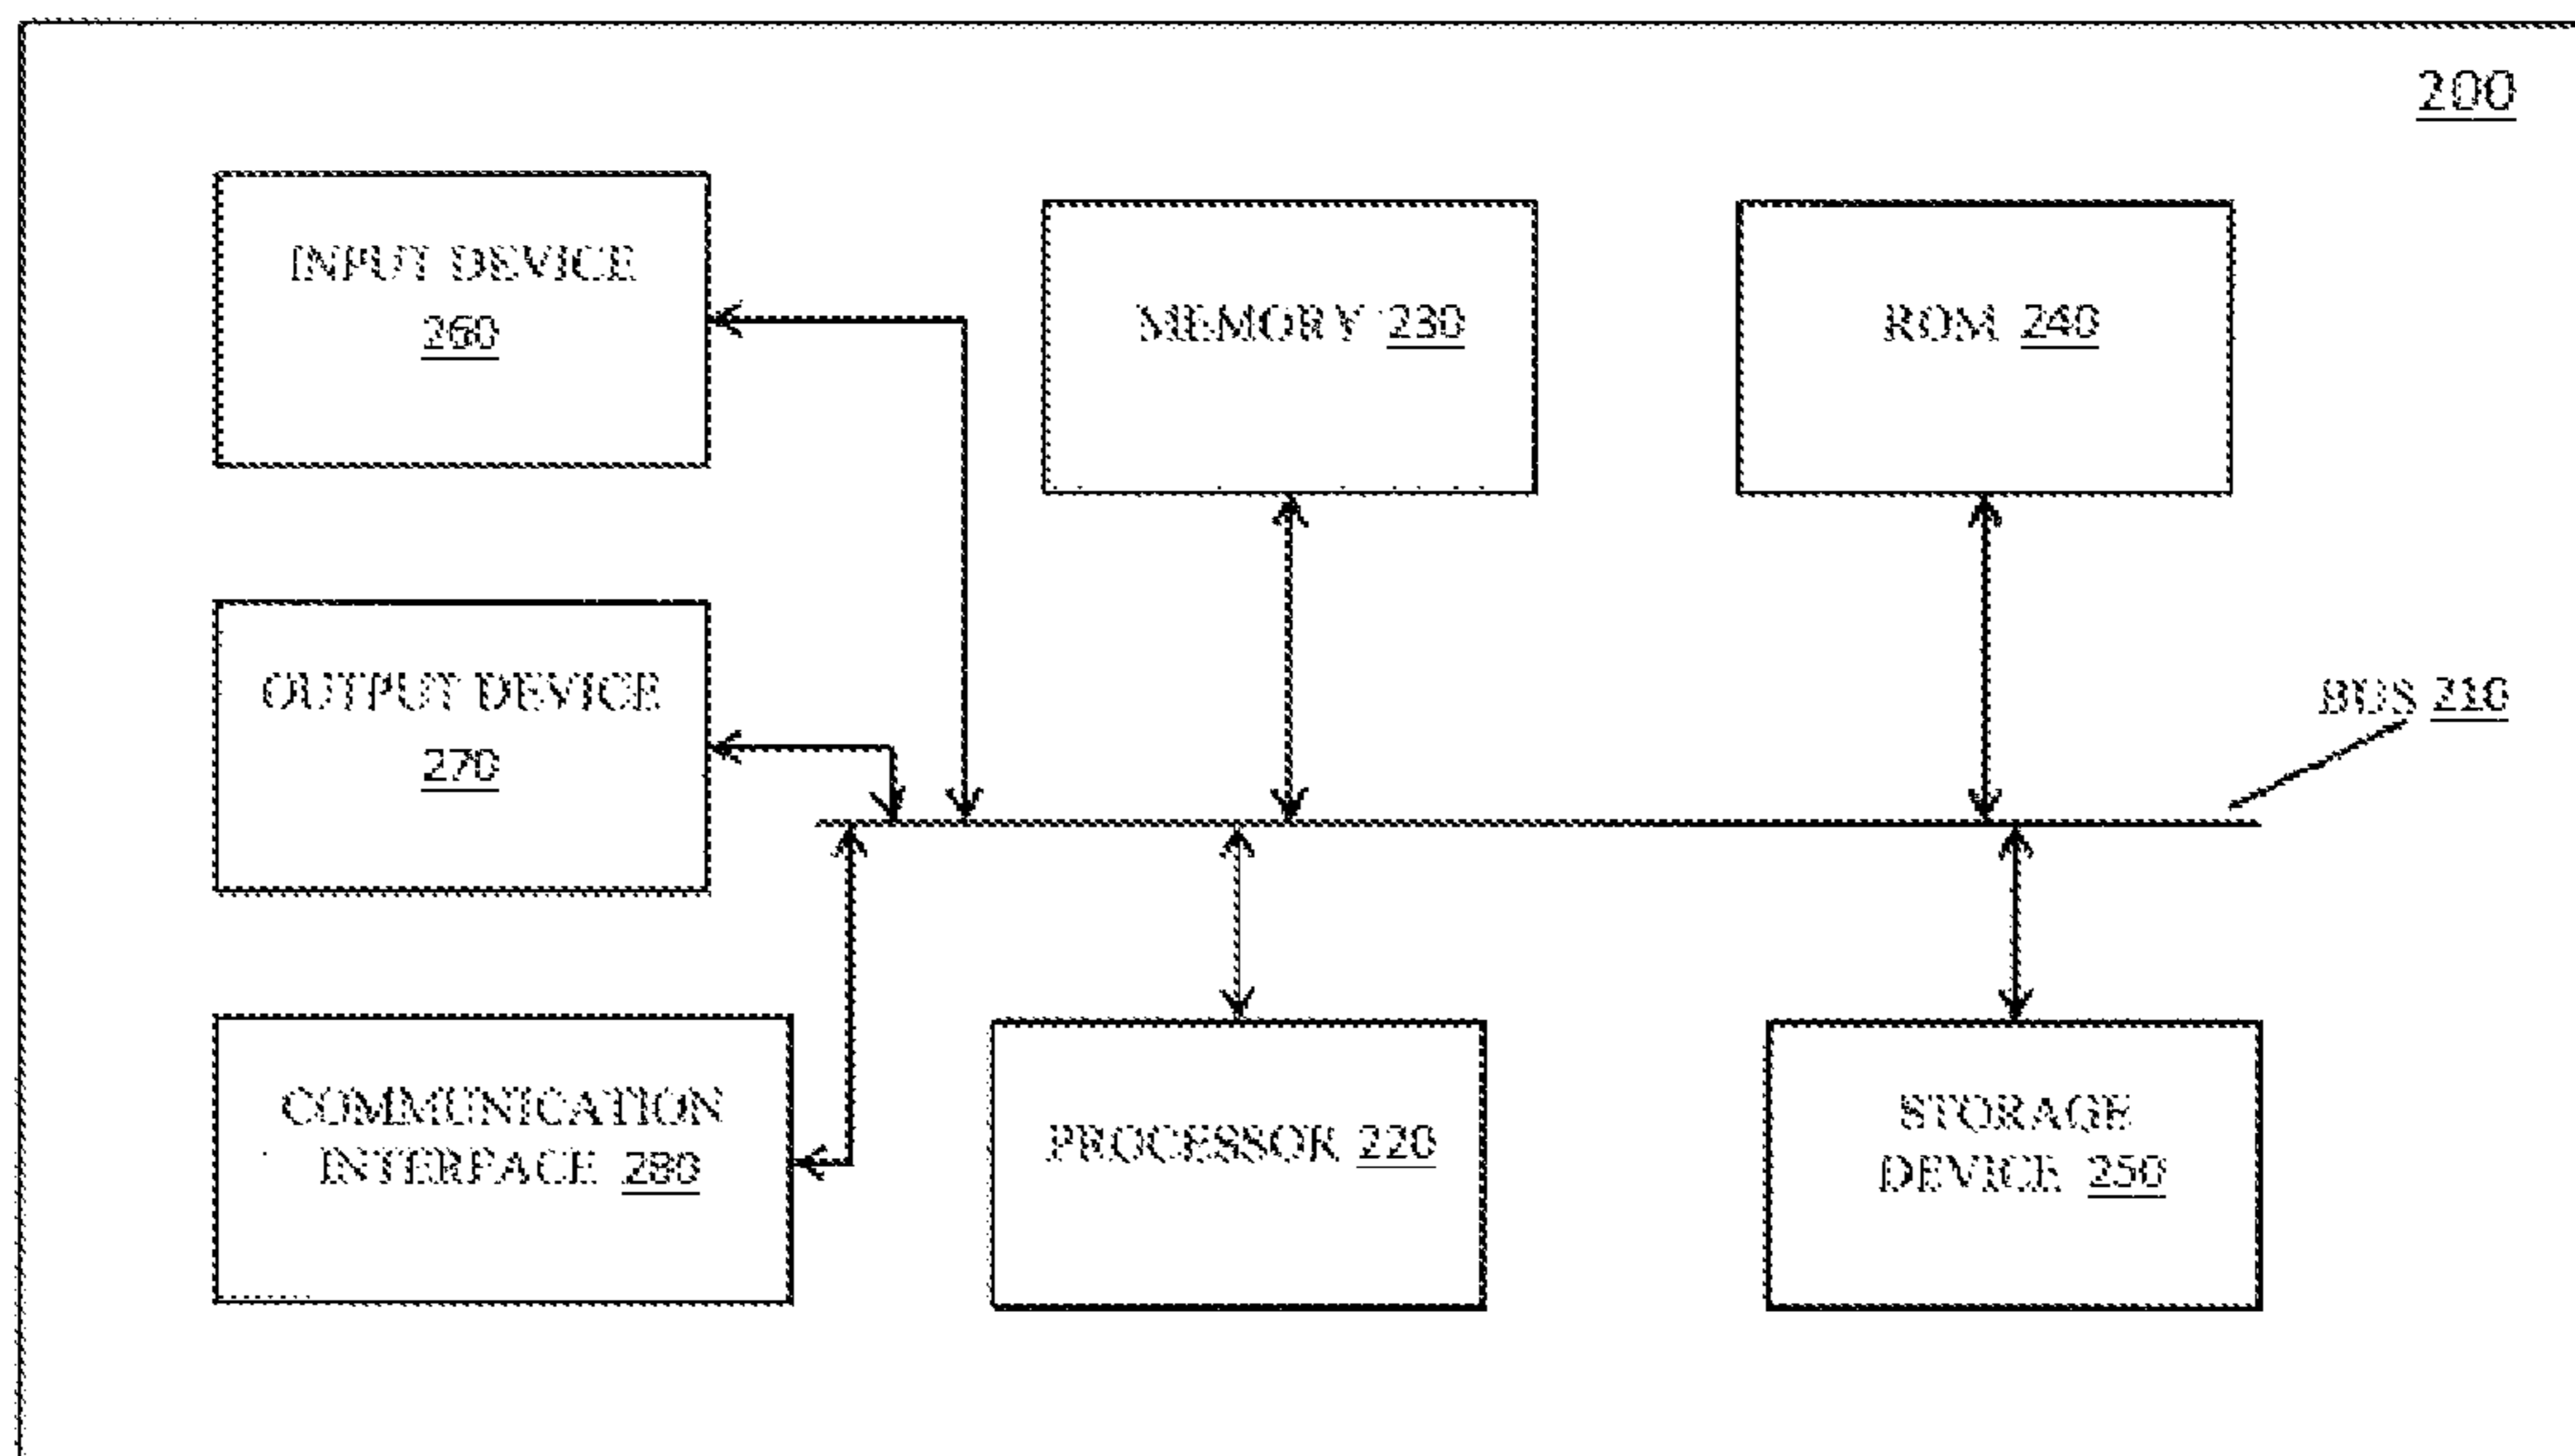 200
INPUT DEVICE
260
MEMORY 230
ROM 240
OUTPUT DEVICE
270
BUS 210
COMMUNICATION
INTERFACE 280
PROCESSOR 220
STORAGE
DEVICE 250